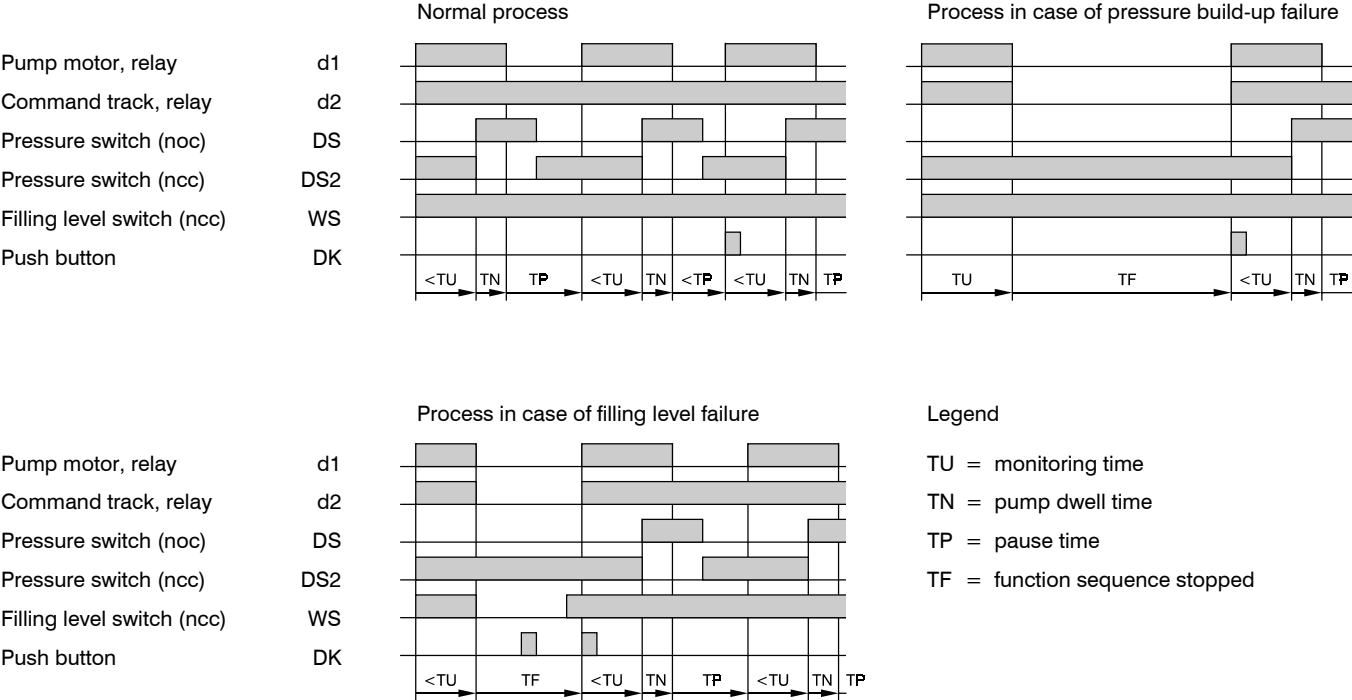 Normal process
Process in case of pressure build-up failure
Pump motor, relay d1
Command track, relay d2
Pressure switch (noc) DS
Pressure switch (ncc) DS2
Filling level switch (ncc) WS
Push button DK
<TU TN TP <TU TN <TP <TU TN TP
TU TF <TU TN TP
Process in case of filling level failure
Legend
Pump motor, relay d1
Command track, relay d2
Pressure switch (noc) DS
Pressure switch (ncc) DS2
Filling level switch (ncc) WS
Push button DK
<TU TF <TU TN TP <TU TN TP
TU = monitoring time
TN = pump dwell time
TP = pause time
TF = function sequence stopped